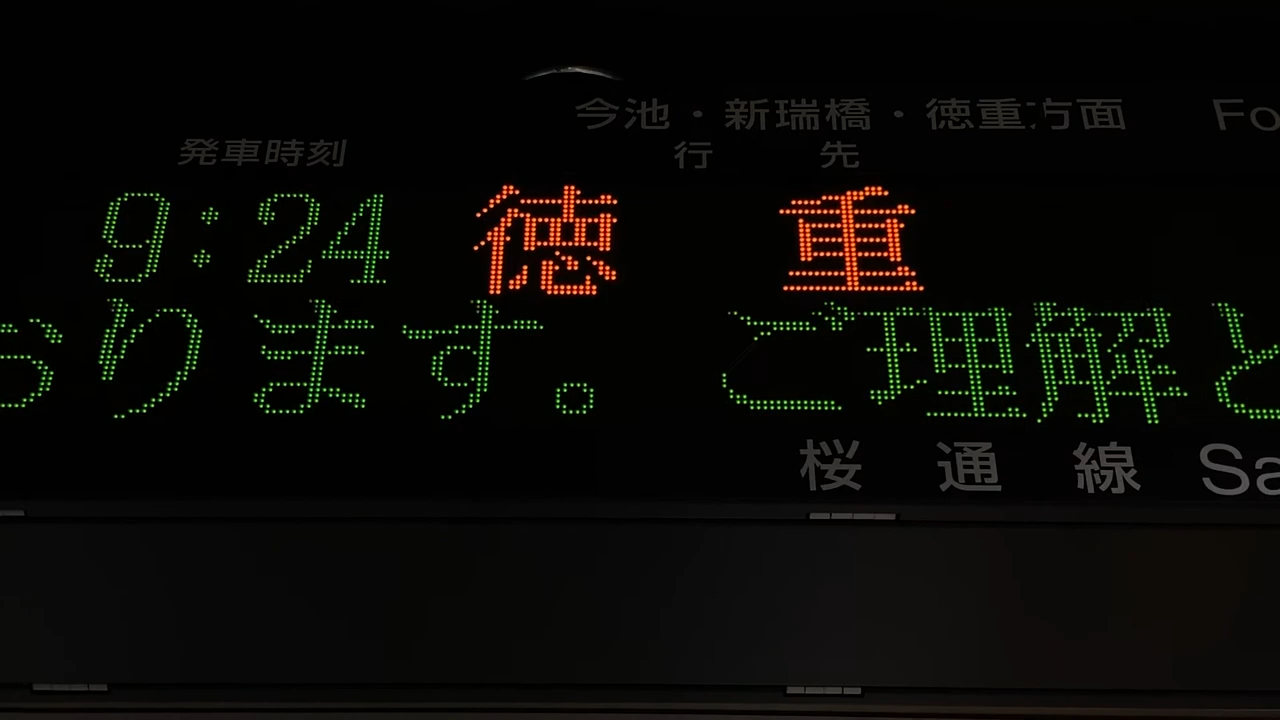 今池・新瑞橋・徳重方面 Fo
発車時刻 行先
9:24 徳重
おります。 ご理解と
桜通線 Sa